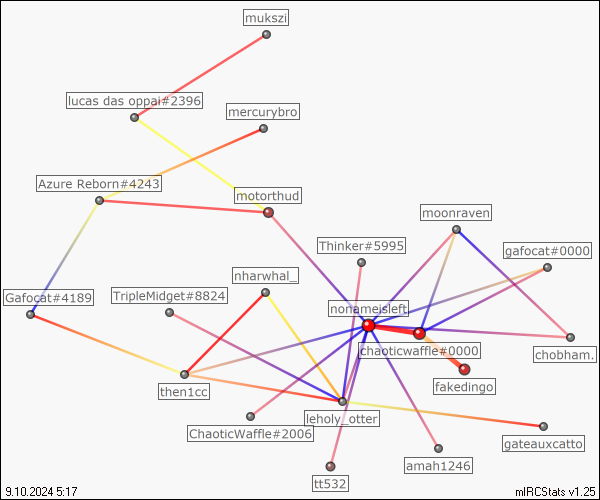 mukszi
lucas das oppai#2396
mercurybro
Azure Reborn#4243
motorthud
moonraven
Thinker#5995
gafocat#0000
nharwhal_
Gafocat#4189
TripleMidget#8824
nonameisleft
chaoticwaffle#0000
chobham.
fakedingo
then1cc
leholy_otter
ChaoticWaffle#2006
gateauxcatto
amah1246
tt532
9.10.2024 5:17
mIRCStats v1.25